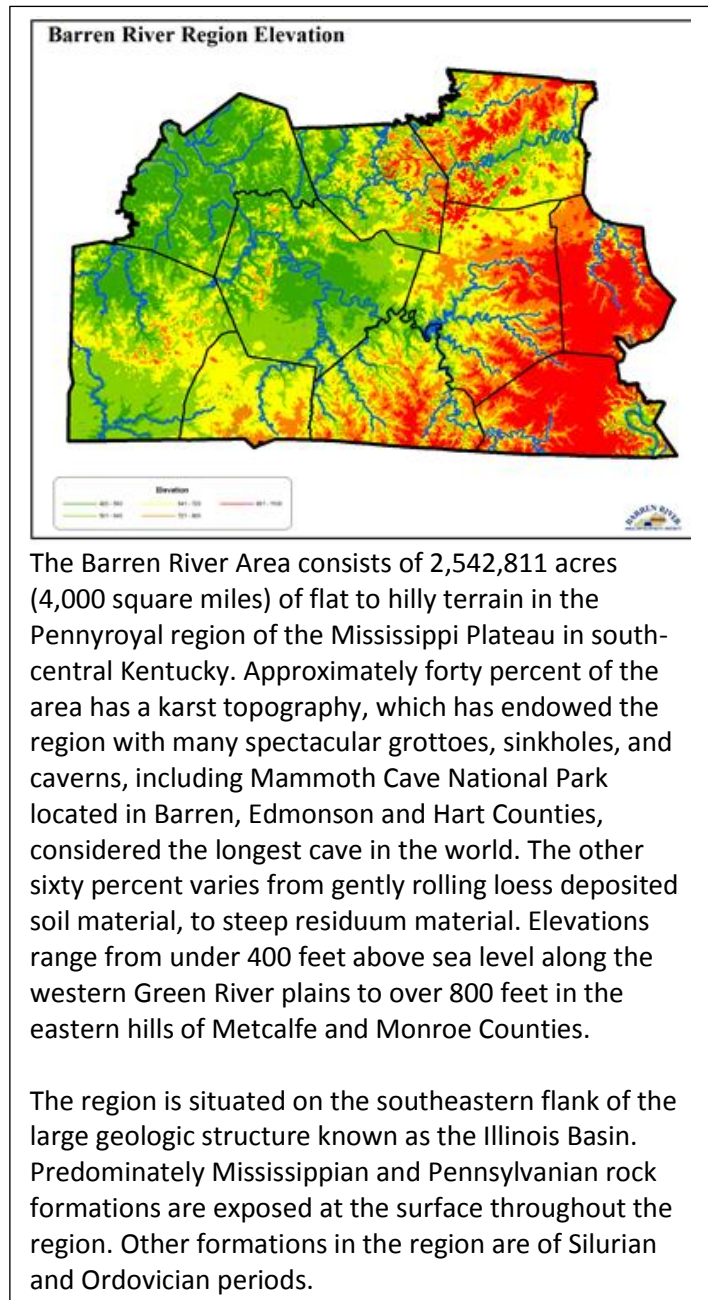 Barren River Region Elevation
Elevation
BARREN RIVER
The Barren River Area consists of 2,542,811 acres
(4,000 square miles) of flat to hilly terrain in the
Pennyroyal region of the Mississippi Plateau in south-
central Kentucky. Approximately forty percent of the
area has a karst topography, which has endowed the
region with many spectacular grottoes, sinkholes, and
caverns, including Mammoth Cave National Park
located in Barren, Edmonson and Hart Counties,
considered the longest cave in the world. The other
sixty percent varies from gently rolling loess deposited
soil material, to steep residuum material. Elevations
range from under 400 feet above sea level along the
western Green River plains to over 800 feet in the
eastern hills of Metcalfe and Monroe Counties.
The region is situated on the southeastern flank of the
large geologic structure known as the Illinois Basin.
Predominately Mississippian and Pennsylvanian rock
formations are exposed at the surface throughout the
region. Other formations in the region are of Silurian
and Ordovician periods.